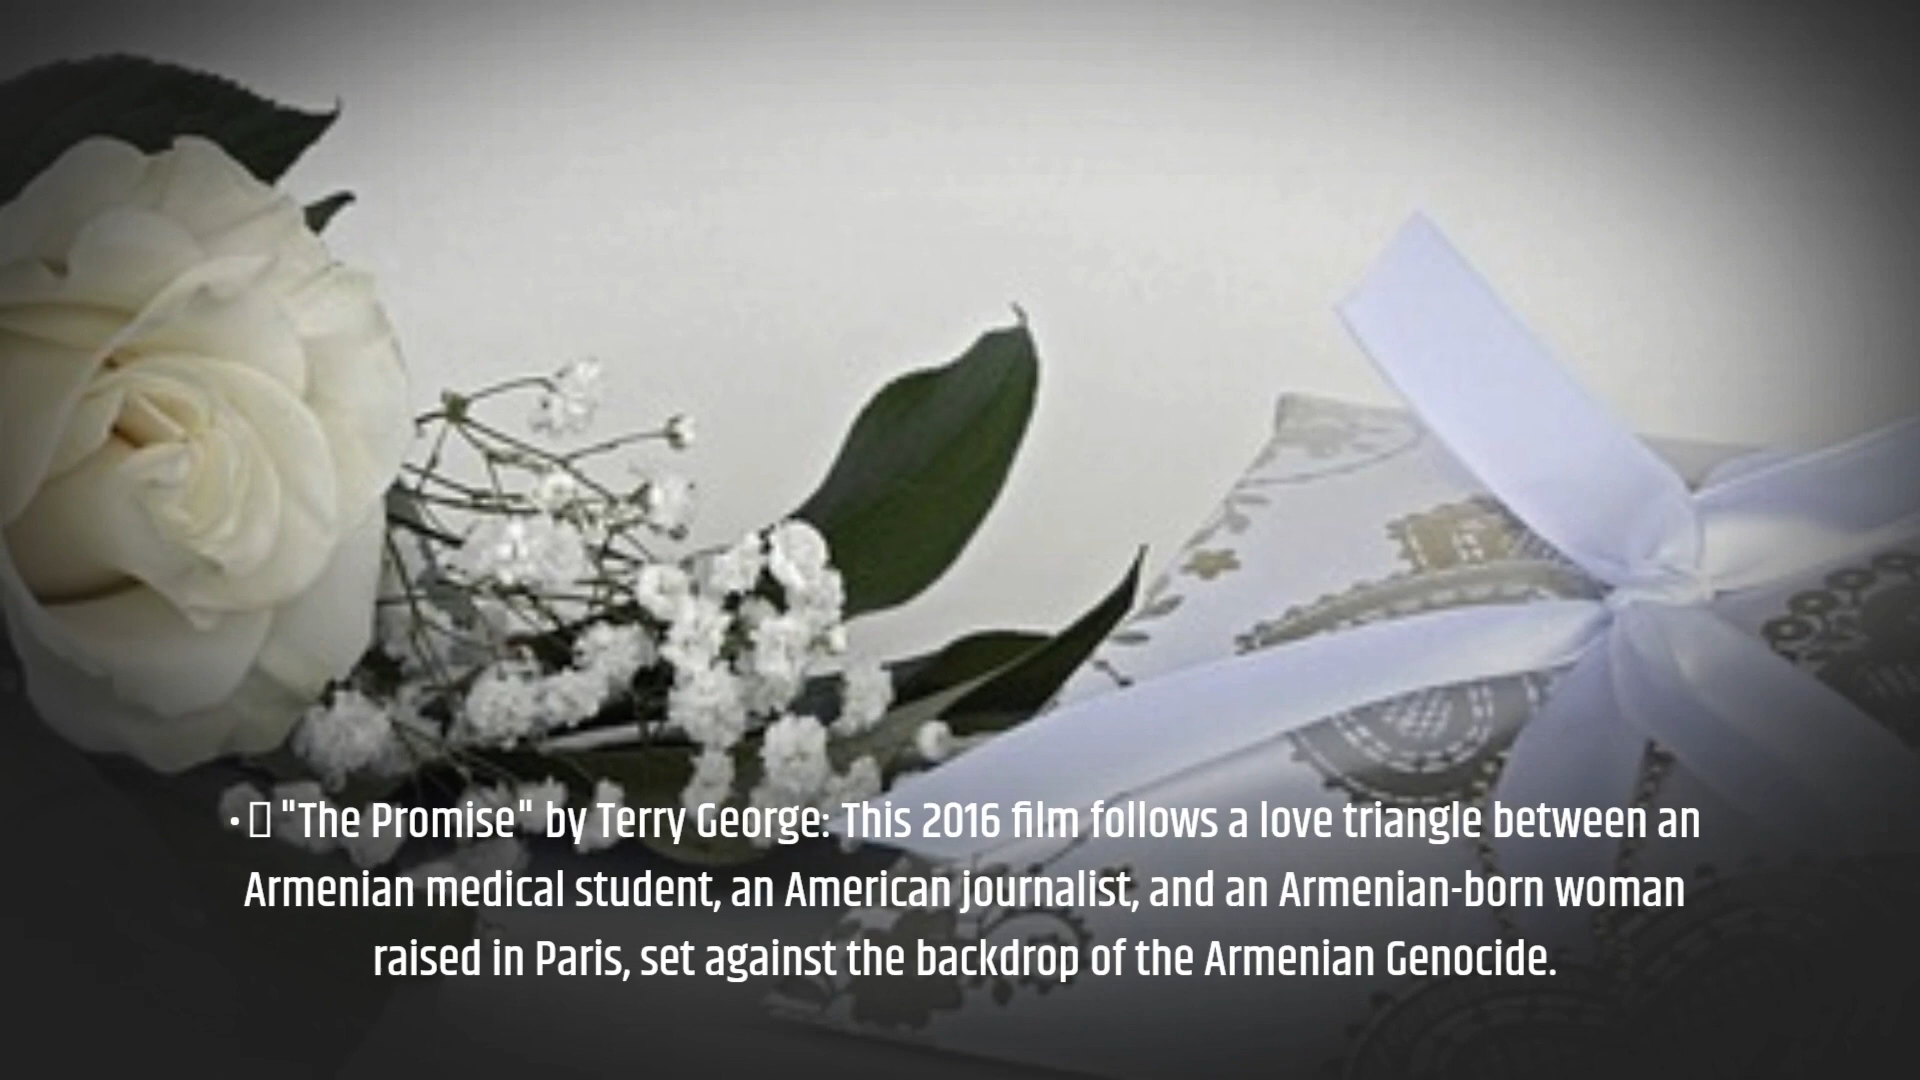 • "The Promise" by Terry George: This 2016 film follows a love triangle between an
Armenian medical student, an American journalist, and an Armenian-born woman
raised in Paris, set against the backdrop of the Armenian Genocide.